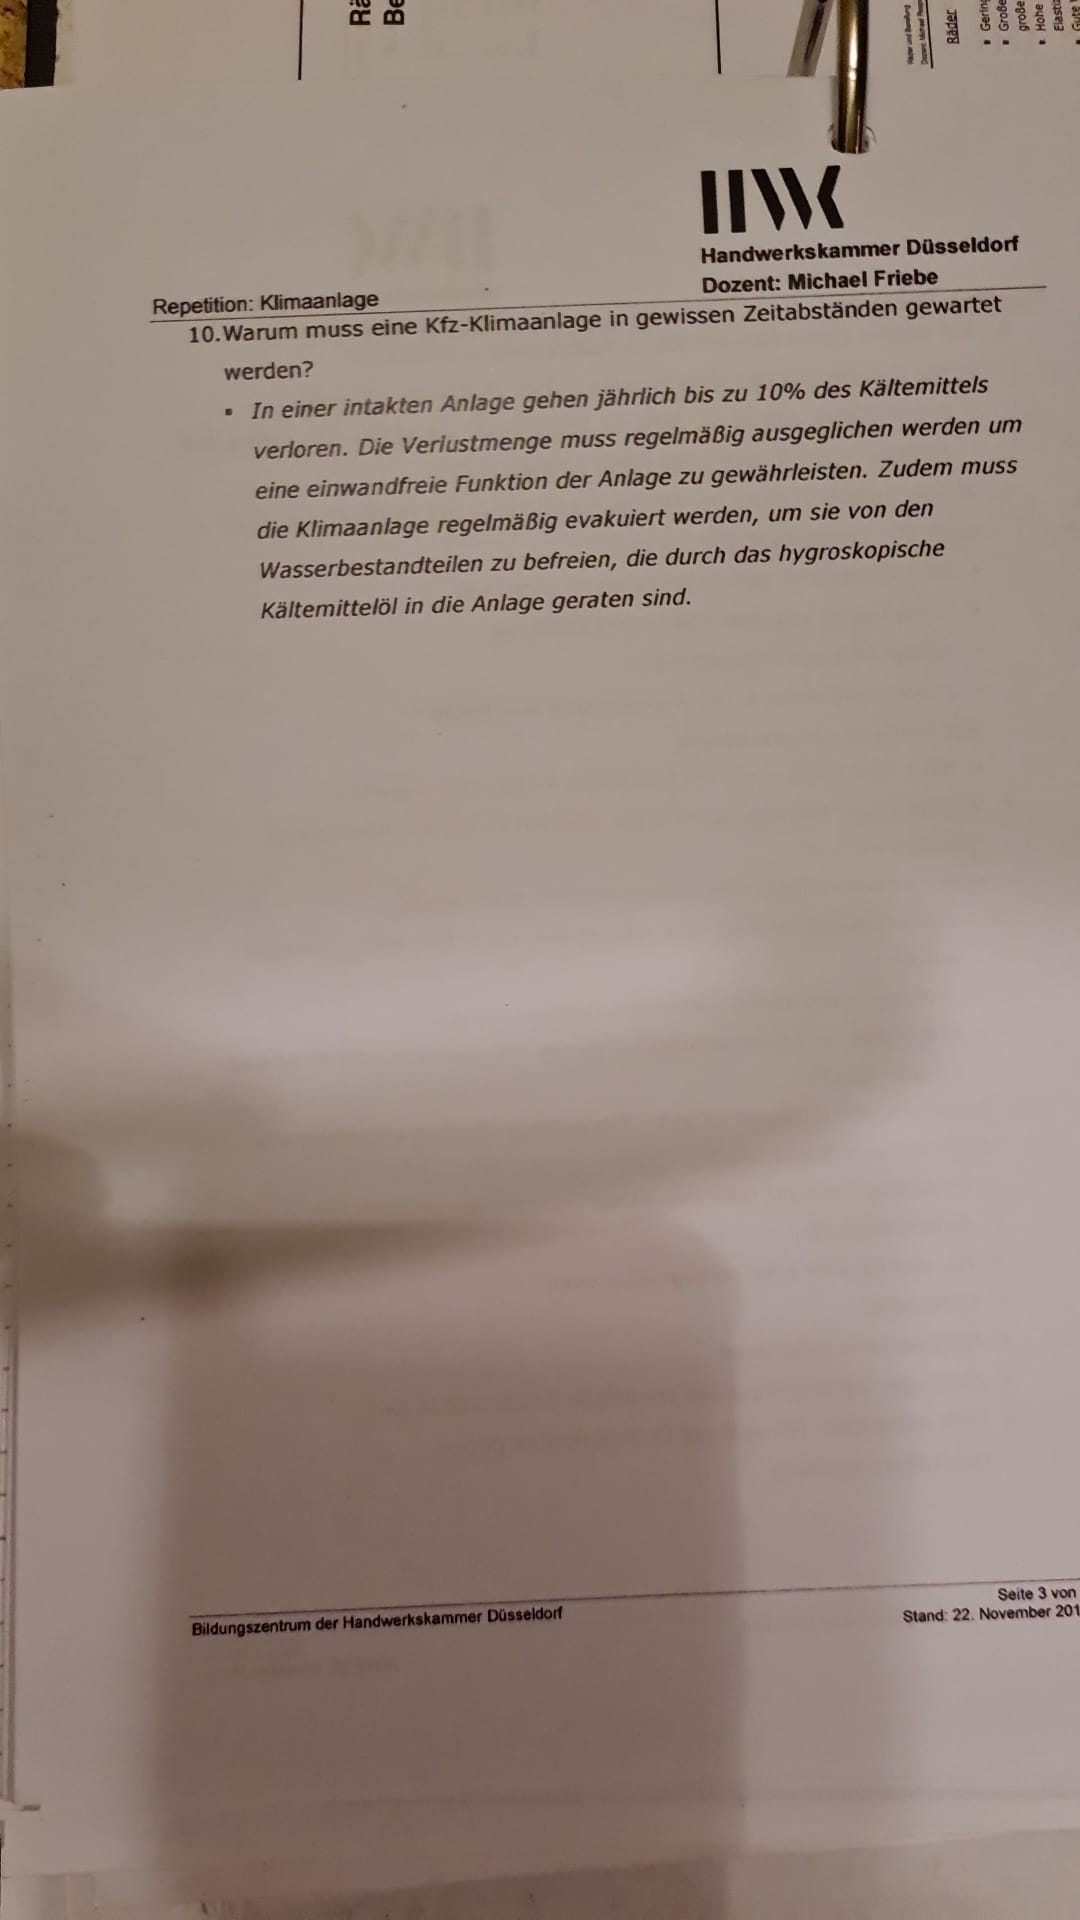 Rä
Be
Räder und Bereifung
Räder
Gering
Große
große
Hohe
Elasti
Gute
HWK
Handwerkskammer Düsseldorf
Dozent: Michael Friebe
Repetition: Klimaanlage
10.Warum muss eine Kfz-Klimaanlage in gewissen Zeitabständen gewartet
werden?
▪ In einer intakten Anlage gehen jährlich bis zu 10% des Kältemittels
verloren. Die Verlustmenge muss regelmäßig ausgeglichen werden um
eine einwandfreie Funktion der Anlage zu gewährleisten. Zudem muss
die Klimaanlage regelmäßig evakuiert werden, um sie von den
Wasserbestandteilen zu befreien, die durch das hygroskopische
Kältemittelöl in die Anlage geraten sind.
Bildungszentrum der Handwerkskammer Düsseldorf
Seite 3 von
Stand: 22. November 201